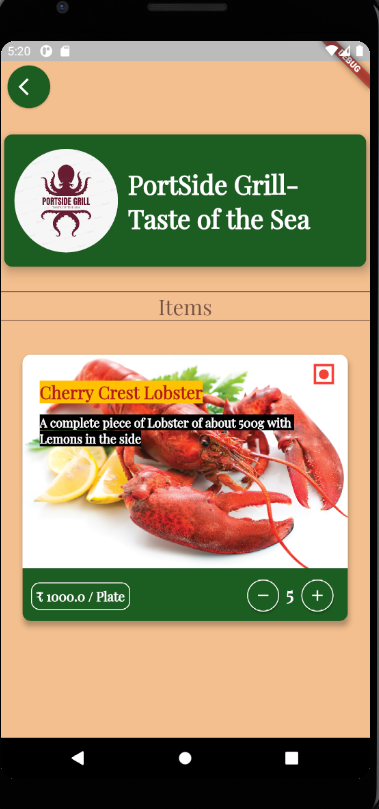 5:20
DEBUG
PORTSIDE GRILL
PortSide Grill-
Taste of the Sea
Items
Cherry Crest Lobster
A complete piece of Lobster of about 500g with
Lemons in the side
₹ 1000.0 / Plate
− 5 +